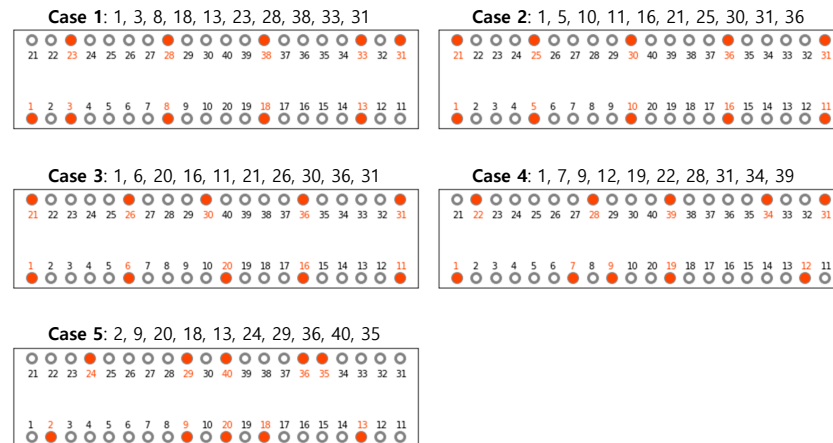 Case 1: 1, 3, 8, 18, 13, 23, 28, 38, 33, 31
21 22 23 24 25 26 27 28 29 30 40 39 38 37 36 35 34 33 32 31
1 2 3 4 5 6 7 8 9 10 20 19 18 17 16 15 14 13 12 11
Case 2: 1, 5, 10, 11, 16, 21, 25, 30, 31, 36
21 22 23 24 25 26 27 28 29 30 40 39 38 37 36 35 34 33 32 31
1 2 3 4 5 6 7 8 9 10 20 19 18 17 16 15 14 13 12 11
Case 3: 1, 6, 20, 16, 11, 21, 26, 30, 36, 31
21 22 23 24 25 26 27 28 29 30 40 39 38 37 36 35 34 33 32 31
1 2 3 4 5 6 7 8 9 10 20 19 18 17 16 15 14 13 12 11
Case 4: 1, 7, 9, 12, 19, 22, 28, 31, 34, 39
21 22 23 24 25 26 27 28 29 30 40 39 38 37 36 35 34 33 32 31
1 2 3 4 5 6 7 8 9 10 20 19 18 17 16 15 14 13 12 11
Case 5: 2, 9, 20, 18, 13, 24, 29, 36, 40, 35
21 22 23 24 25 26 27 28 29 30 40 39 38 37 36 35 34 33 32 31
1 2 3 4 5 6 7 8 9 10 20 19 18 17 16 15 14 13 12 11